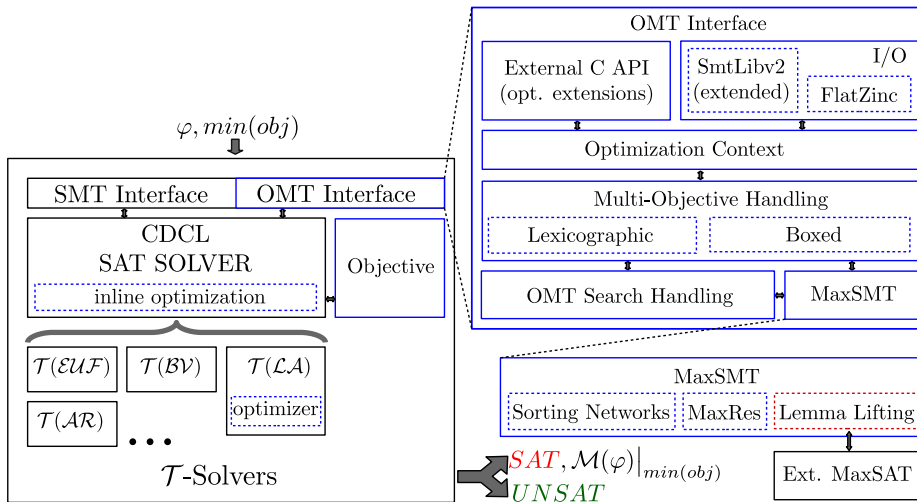 φ, min(obj)
SMT Interface
OMT Interface
CDCL
SAT SOLVER
inline optimization
Objective
𝒯(ℰ𝒰ℱ)
𝒯(ℬ𝒱)
𝒯(ℒ𝒜)
optimizer
𝒯(𝒜ℛ)
• • •
𝒯-Solvers
SAT, ℳ(φ)|min(obj)
UNSAT
OMT Interface
External C API
(opt. extensions)
I/O
SmtLibv2
(extended)
FlatZinc
Optimization Context
Multi-Objective Handling
Lexicographic
Boxed
OMT Search Handling
MaxSMT
MaxSMT
Sorting Networks
MaxRes
Lemma Lifting
Ext. MaxSAT